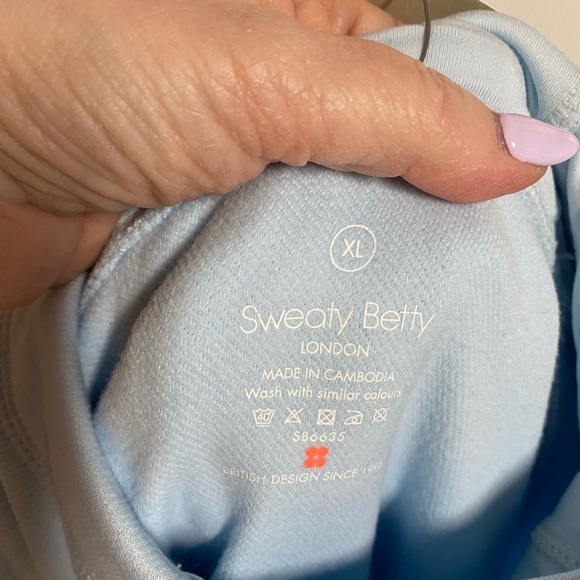 XL
Sweaty Betty
LONDON
MADE IN CAMBODIA
Wash with similar colours
40
SB6635
BRITISH DESIGN SINCE